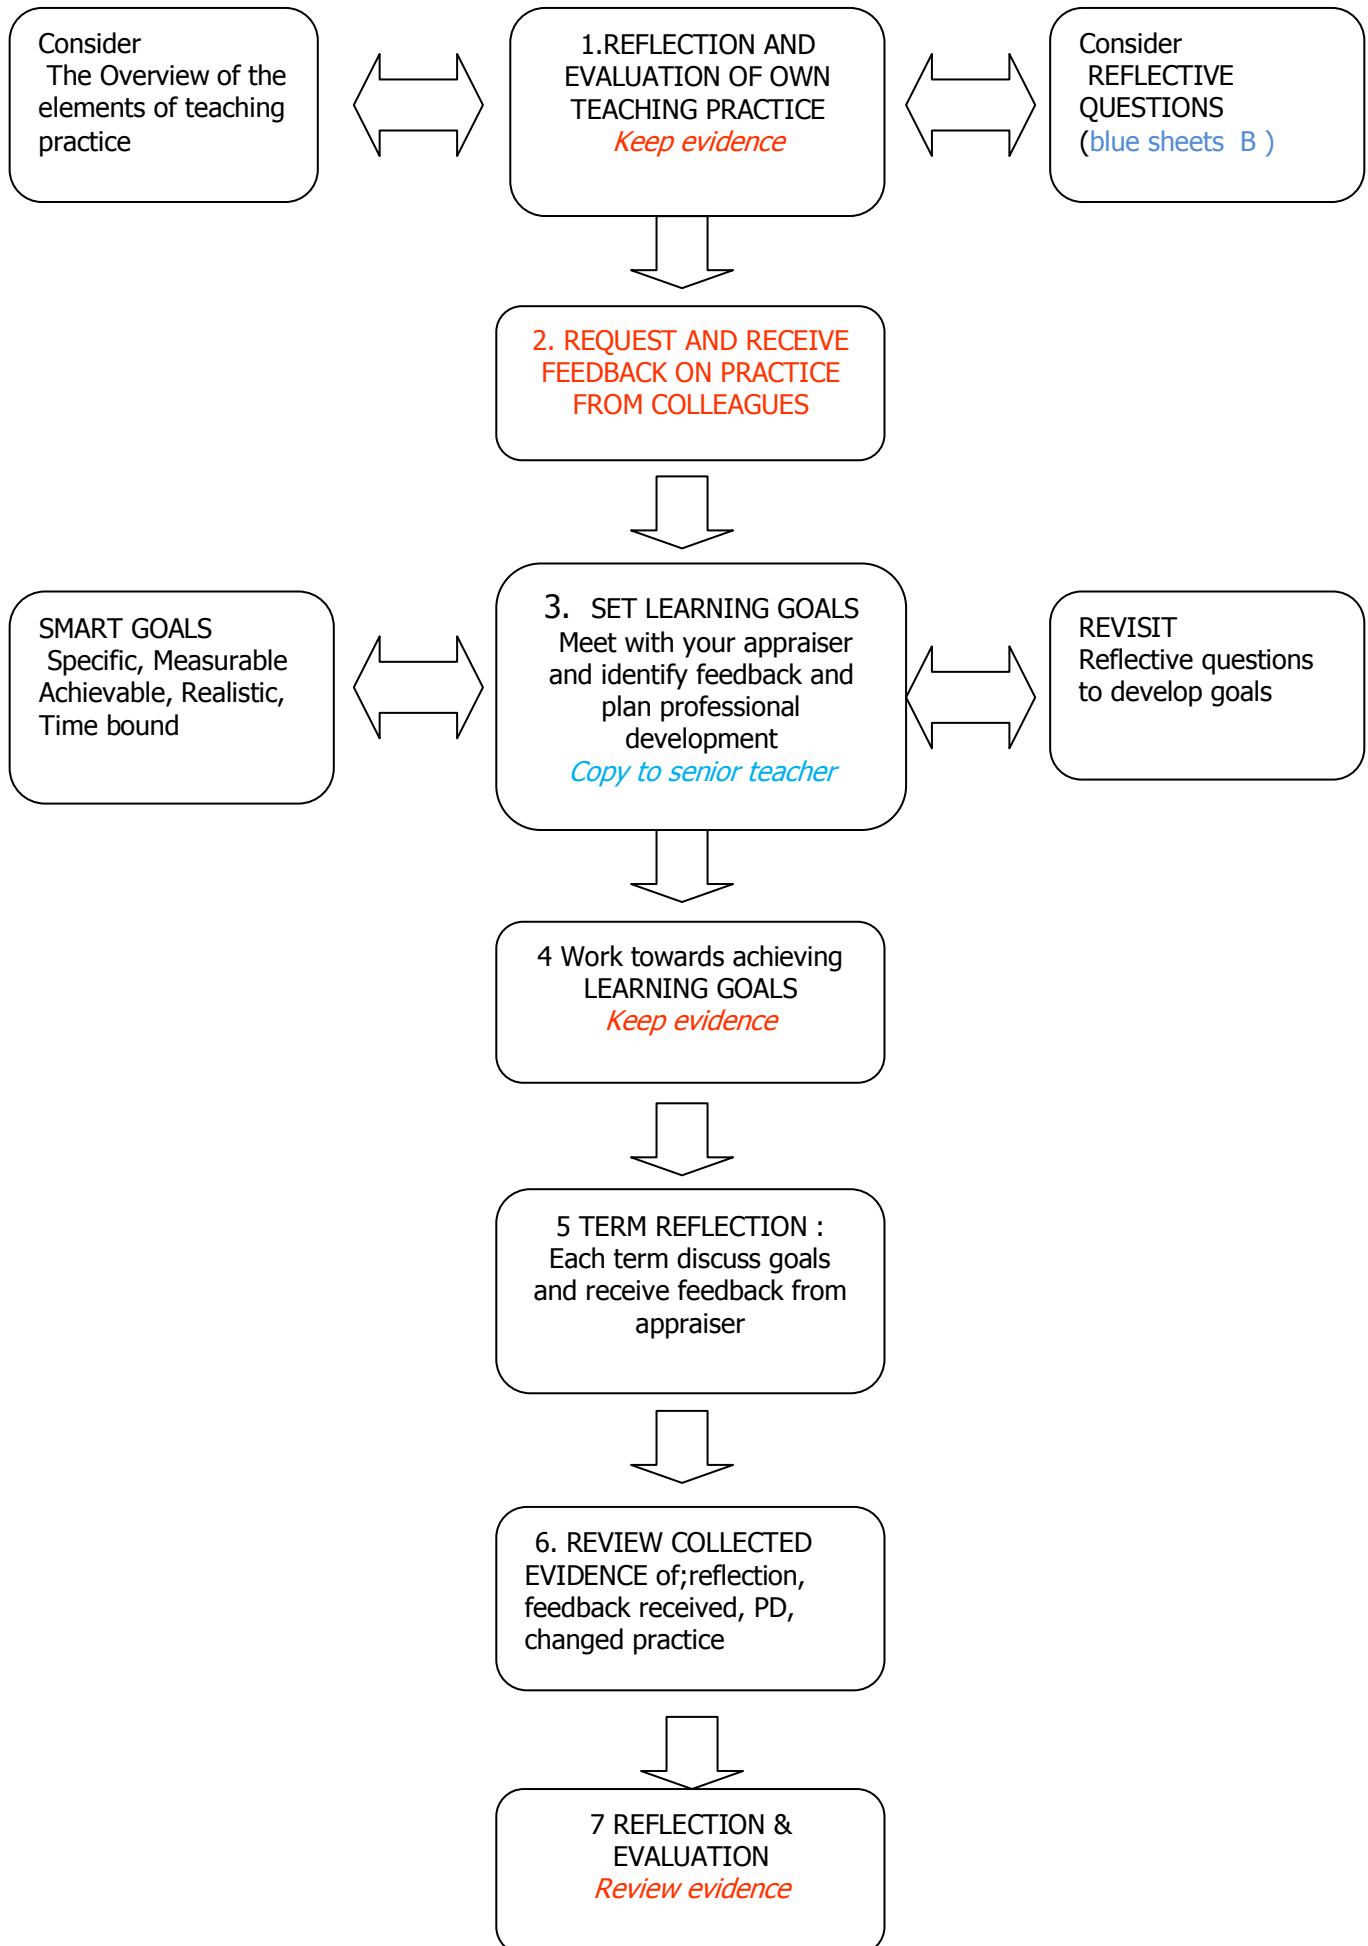 Consider
The Overview of the
elements of teaching
practice
1.REFLECTION AND
EVALUATION OF OWN
TEACHING PRACTICE
Keep evidence
Consider
REFLECTIVE
QUESTIONS
(blue sheets B )
2. REQUEST AND RECEIVE
FEEDBACK ON PRACTICE
FROM COLLEAGUES
SMART GOALS
Specific, Measurable
Achievable, Realistic,
Time bound
3. SET LEARNING GOALS
Meet with your appraiser
and identify feedback and
plan professional
development
Copy to senior teacher
REVISIT
Reflective questions
to develop goals
4 Work towards achieving
LEARNING GOALS
Keep evidence
5 TERM REFLECTION :
Each term discuss goals
and receive feedback from
appraiser
6. REVIEW COLLECTED
EVIDENCE of;reflection,
feedback received, PD,
changed practice
7 REFLECTION &
EVALUATION
Review evidence